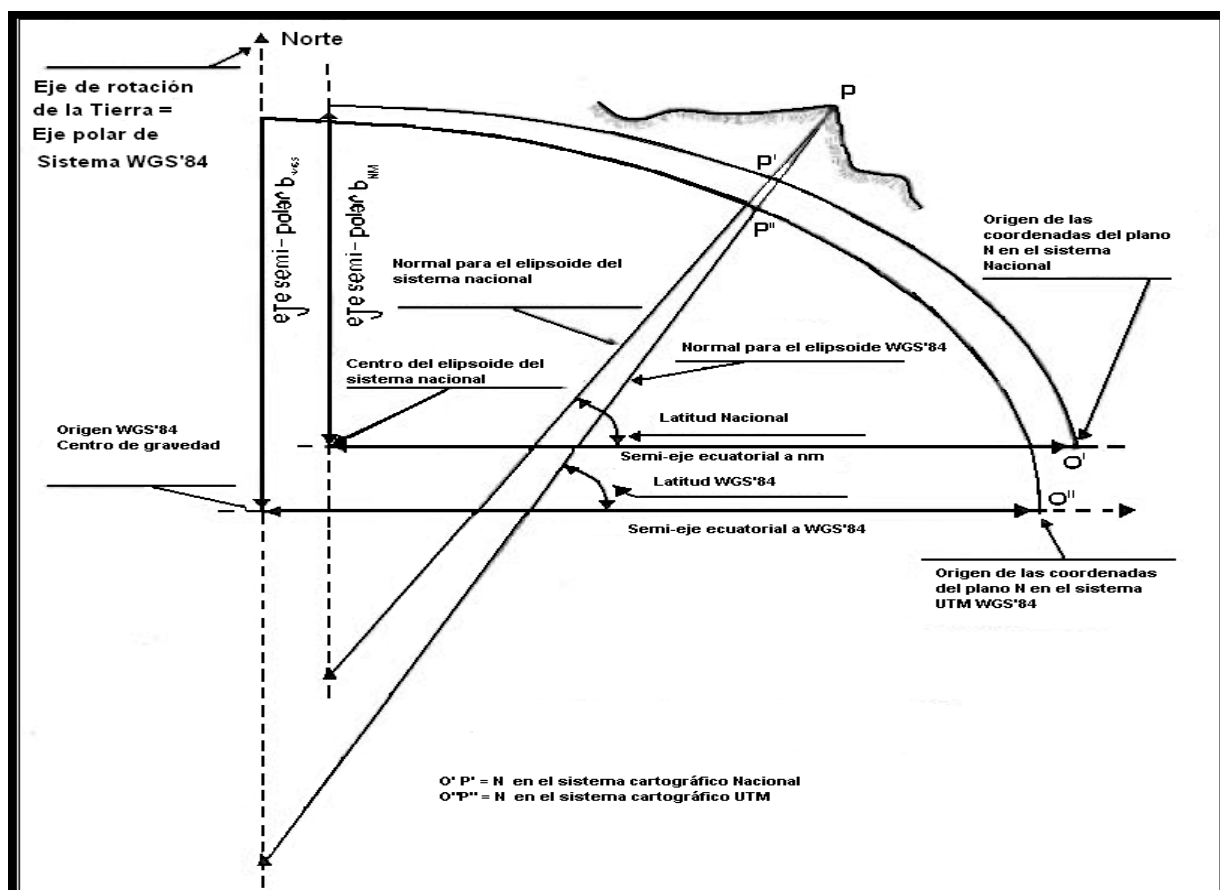 Norte
Eje de rotación
de la Tierra =
Eje polar de
Sistema WGS'84
P
P'
P"
eje semi-polar b WGS
eje semi-polar b NM
Origen de las
coordenadas del plano
N en el sistema
Nacional
Normal para el elipsoide del
sistema nacional
Normal para el elipsoide WGS'84
Centro del elipsoide del
sistema nacional
Origen WGS'84
Centro de gravedad
Latitud Nacional
Semi-eje ecuatorial a nm
O'
Latitud WGS'84
O"
Semi-eje ecuatorial a WGS'84
Origen de las coordenadas
del plano N en el sistema
UTM WGS'84
O' P' = N en el sistema cartográfico Nacional
O"P" = N en el sistema cartográfico UTM